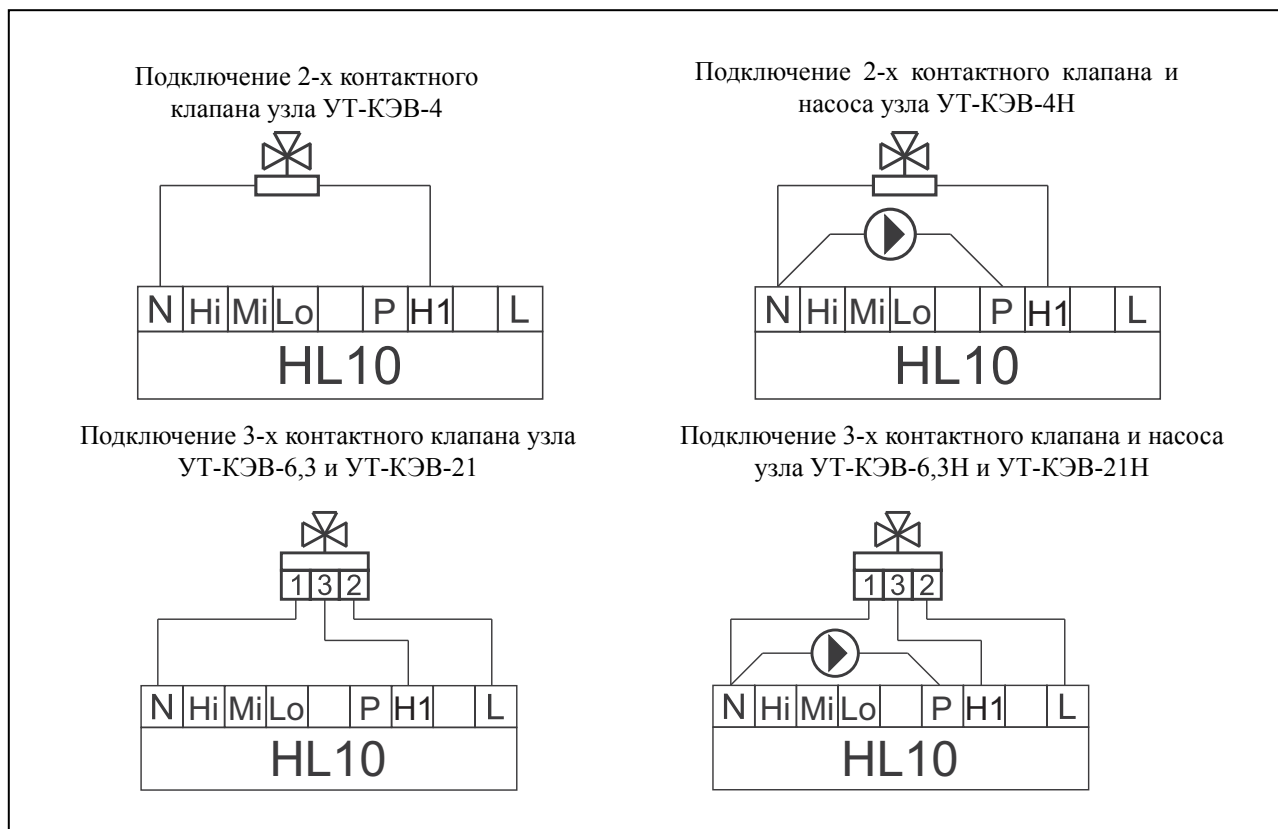 Подключение 2-х контактного
клапана узла УТ-КЭВ-4
N Hi Mi Lo P H1 L
HL10
Подключение 2-х контактного клапана и
насоса узла УТ-КЭВ-4Н
N Hi Mi Lo P H1 L
HL10
Подключение 3-х контактного клапана узла
УТ-КЭВ-6,3 и УТ-КЭВ-21
1 3 2
N Hi Mi Lo P H1 L
HL10
Подключение 3-х контактного клапана и насоса
узла УТ-КЭВ-6,3Н и УТ-КЭВ-21Н
1 3 2
N Hi Mi Lo P H1 L
HL10